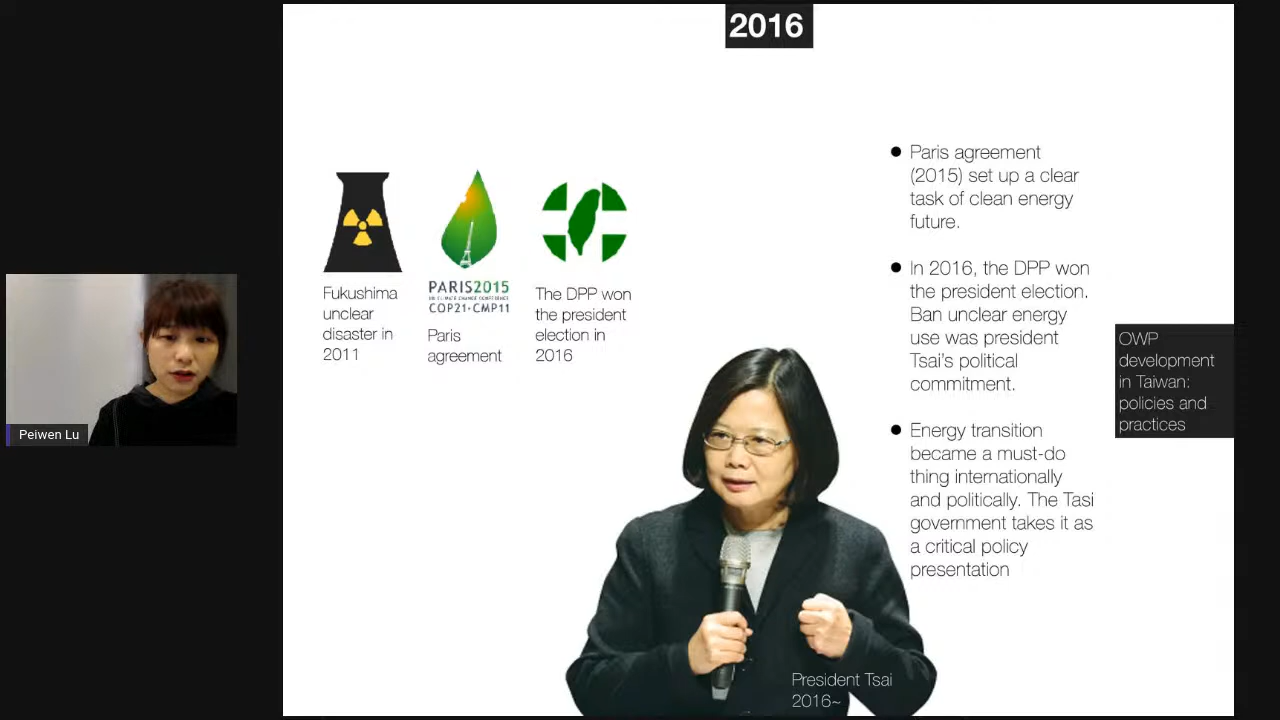 2016
Fukushima
unclear
disaster in
2011
PARIS2015
UN CLIMATE CHANGE CONFERENCE
COP21·CMP11
Paris
agreement
The DPP won
the president
election in
2016
● Paris agreement
(2015) set up a clear
task of clean energy
future.
● In 2016, the DPP won
the president election.
Ban unclear energy
use was president
Tsai's political
commitment.
● Energy transition
became a must-do
thing internationally
and politically. The Tasi
government takes it as
a critical policy
presentation
OWP
development
in Taiwan:
policies and
practices
President Tsai
2016~
Peiwen Lu